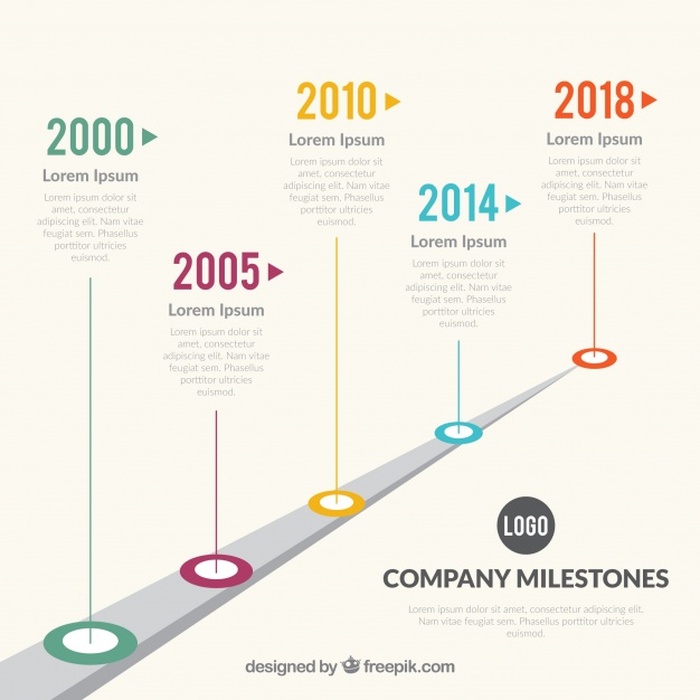 2000
Lorem Ipsum
Lorem ipsum dolor sit
amet, consectetur
adipiscing elit. Nam vitae
feugiat sem. Phasellus
porttitor ultricies
euismod.
2005
Lorem Ipsum
Lorem ipsum dolor sit
amet, consectetur
adipiscing elit. Nam vitae
feugiat sem. Phasellus
porttitor ultricies
euismod.
2010
Lorem Ipsum
Lorem ipsum dolor sit
amet, consectetur
adipiscing elit. Nam vitae
feugiat sem. Phasellus
porttitor ultricies
euismod.
2014
Lorem Ipsum
Lorem ipsum dolor sit
amet, consectetur
adipiscing elit. Nam vitae
feugiat sem. Phasellus
porttitor ultricies
euismod.
2018
Lorem Ipsum
Lorem ipsum dolor sit
amet, consectetur
adipiscing elit. Nam vitae
feugiat sem. Phasellus
porttitor ultricies
euismod.
LOGO
COMPANY MILESTONES
Lorem ipsum dolor sit amet, consectetur adipiscing elit.
Nam vitae feugiat sem. Phasellus porttitor ultricies
euismod.
designed by freepik.com